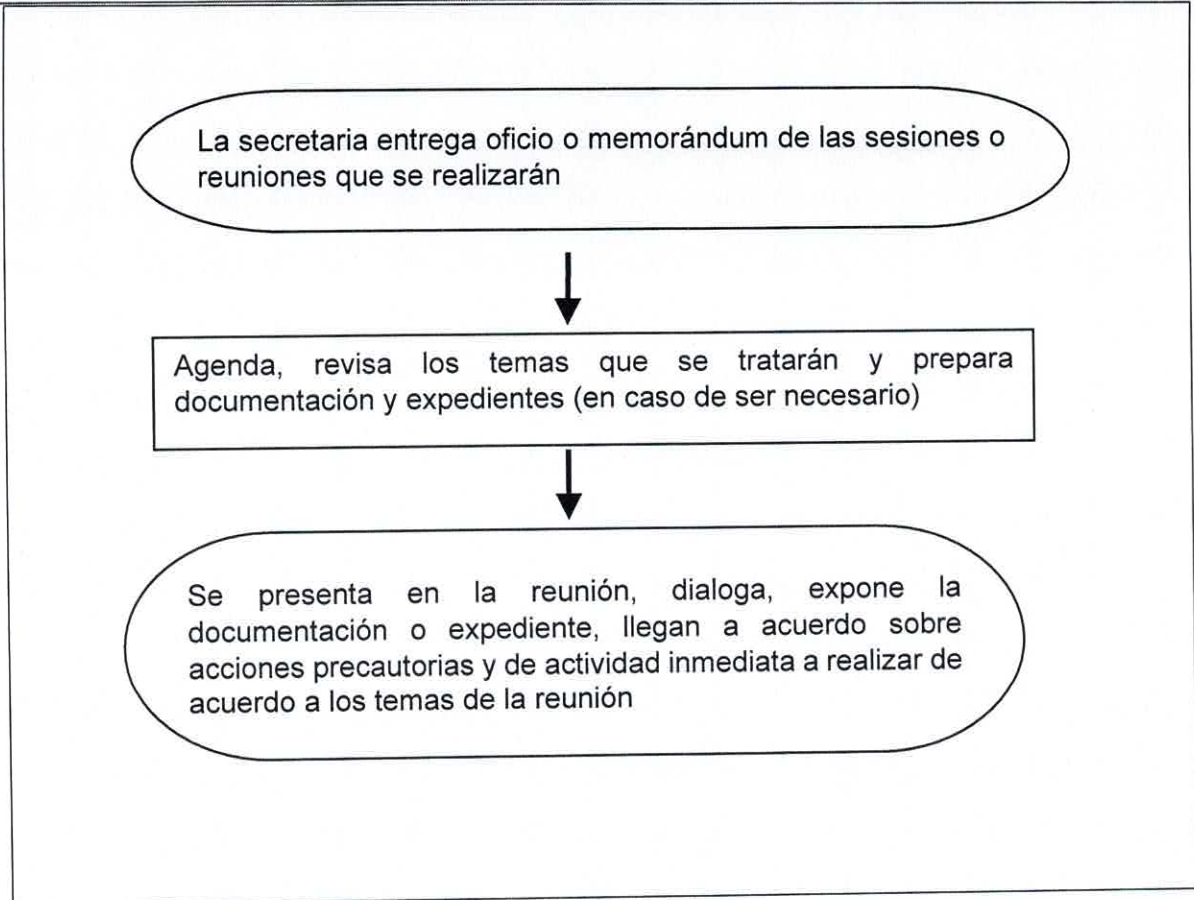 La secretaria entrega oficio o memorándum de las sesiones o
reuniones que se realizarán
Agenda, revisa los temas que se tratarán y prepara
documentación y expedientes (en caso de ser necesario)
Se presenta en la reunión, dialoga, expone la
documentación o expediente, llegan a acuerdo sobre
acciones precautorias y de actividad inmediata a realizar de
acuerdo a los temas de la reunión